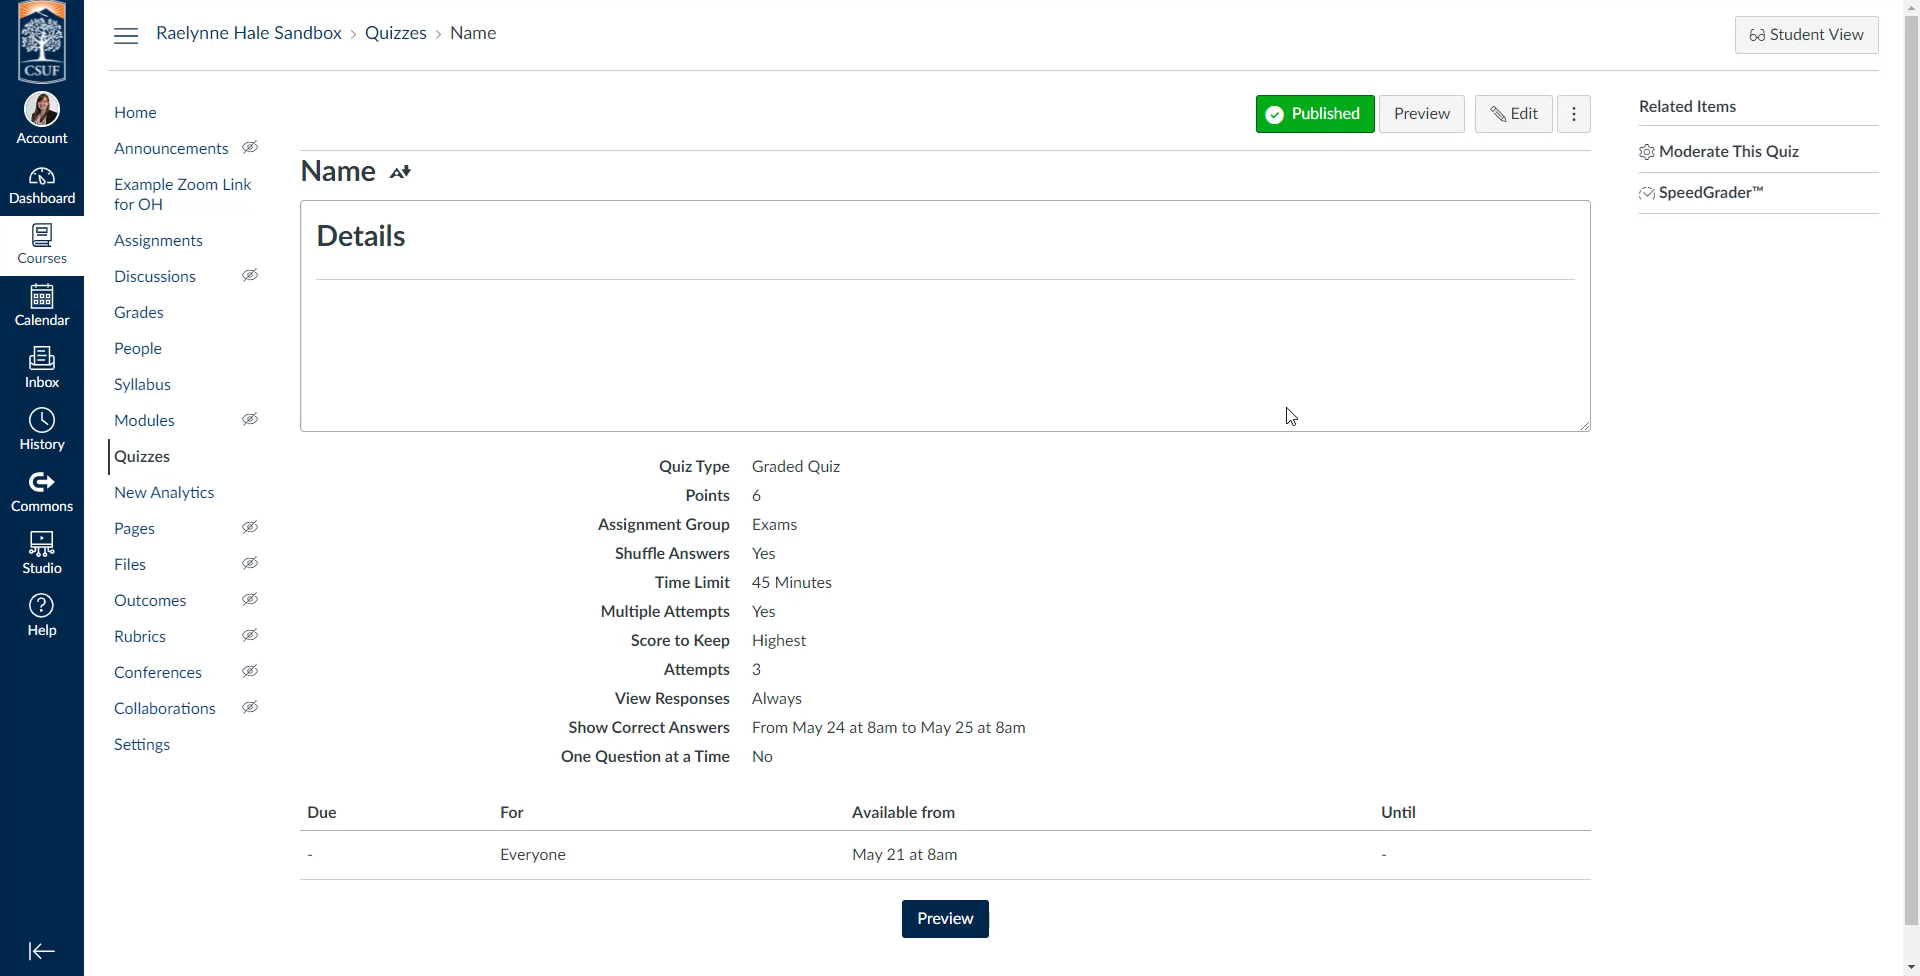 CSUF
Account
Dashboard
Courses
Calendar
Inbox
History
Commons
Studio
Help
Raelynne Hale Sandbox > Quizzes > Name
Student View
Home
Announcements
Example Zoom Link
for OH
Assignments
Discussions
Grades
People
Syllabus
Modules
Quizzes
New Analytics
Pages
Files
Outcomes
Rubrics
Conferences
Collaborations
Settings
Published Preview Edit
Name
Details
Quiz Type Graded Quiz
Points 6
Assignment Group Exams
Shuffle Answers Yes
Time Limit 45 Minutes
Multiple Attempts Yes
Score to Keep Highest
Attempts 3
View Responses Always
Show Correct Answers From May 24 at 8am to May 25 at 8am
One Question at a Time No
Due For Available from Until
- Everyone May 21 at 8am -
Preview
Related Items
Moderate This Quiz
SpeedGrader™